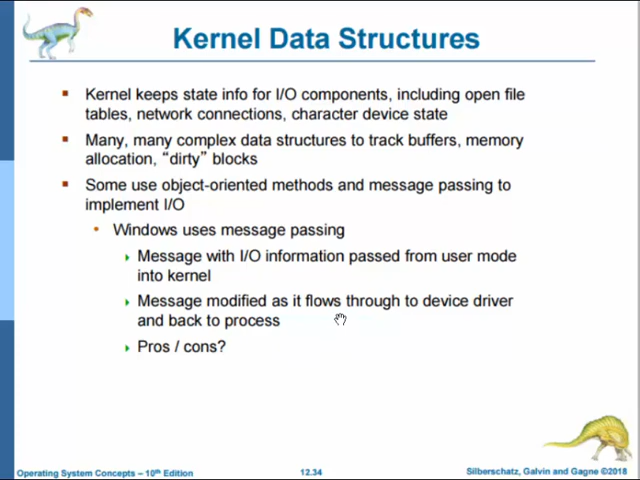 Kernel Data Structures
Kernel keeps state info for I/O components, including open file
tables, network connections, character device state
Many, many complex data structures to track buffers, memory
allocation, “dirty” blocks
Some use object-oriented methods and message passing to
implement I/O
Windows uses message passing
Message with I/O information passed from user mode
into kernel
Message modified as it flows through to device driver
and back to process
Pros / cons?
Operating System Concepts – 10th Edition
12.34
Silberschatz, Galvin and Gagne ©2018